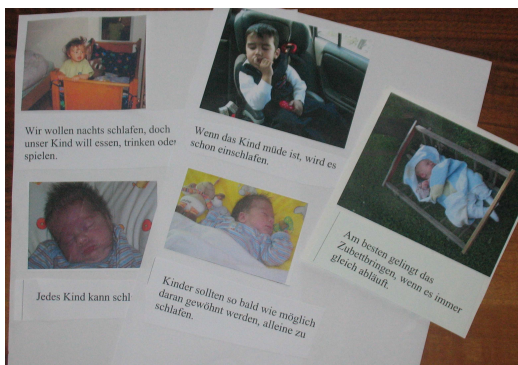 Wir wollen nachts schlafen, doch
unser Kind will essen, trinken oder
spielen.
Wenn das Kind müde ist, wird es
schon einschlafen.
Am besten gelingt das
Zubettbringen, wenn es immer
gleich abläuft.
Jedes Kind kann schl
Kinder sollten so bald wie möglich
daran gewöhnt werden, alleine zu
schlafen.